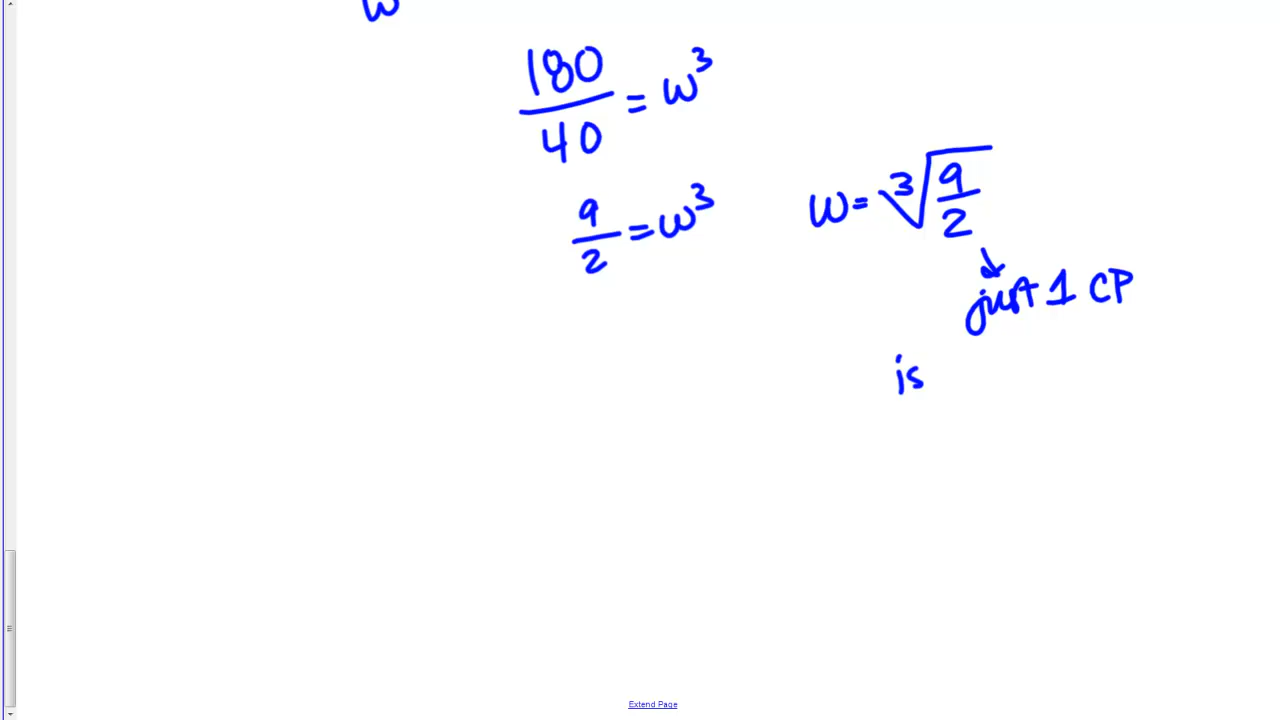 w
180/40 = w³
9/2 = w³
w = ∛(9/2)
just 1 CP
is
Extend Page